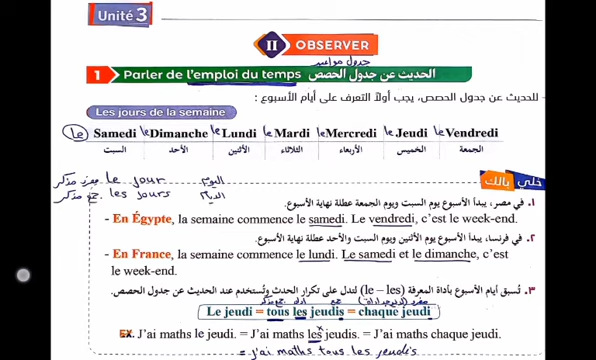 Unité 3
II OBSERVER
جدول مواعيد
1 Parler de l'emploi du temps الحديث عن جدول الحصص
- للحديث عن جدول الحصص، يجب أولاً التعرف على أيام الأسبوع :
Les jours de la semaine
le Samedi le Dimanche le Lundi le Mardi le Mercredi le Jeudi le Vendredi
السبت الأحد الأثنين الثلاثاء الأربعاء الخميس الجمعة
مفرد مذكر le jour اليوم
جمع مذكر les jours الايام
خلي بالك
١. في مصر، يبدأ الأسبوع يوم السبت ويوم الجمعة عطلة نهاية الأسبوع.
- En Égypte, la semaine commence le samedi. Le vendredi, c'est le week-end.
٢. في فرنسا، يبدأ الأسبوع يوم الأثنين ويوم السبت والأحد عطلة نهاية الأسبوع.
- En France, la semaine commence le lundi. Le samedi et le dimanche, c'est
le week-end.
٣. تُسبق أيام الأسبوع بأداة المعرفة (le – les) لتدل على تكرار الحدث وتُستخدم عند الحديث عن جدول الحصص.
جمع مذكر اداة جمع مفرد
Le jeudi = tous les jeudis = chaque jeudi
EX: J'ai maths le jeudi. = J'ai maths les jeudis. = J'ai maths chaque jeudi.
= J'ai maths tous les jeudis